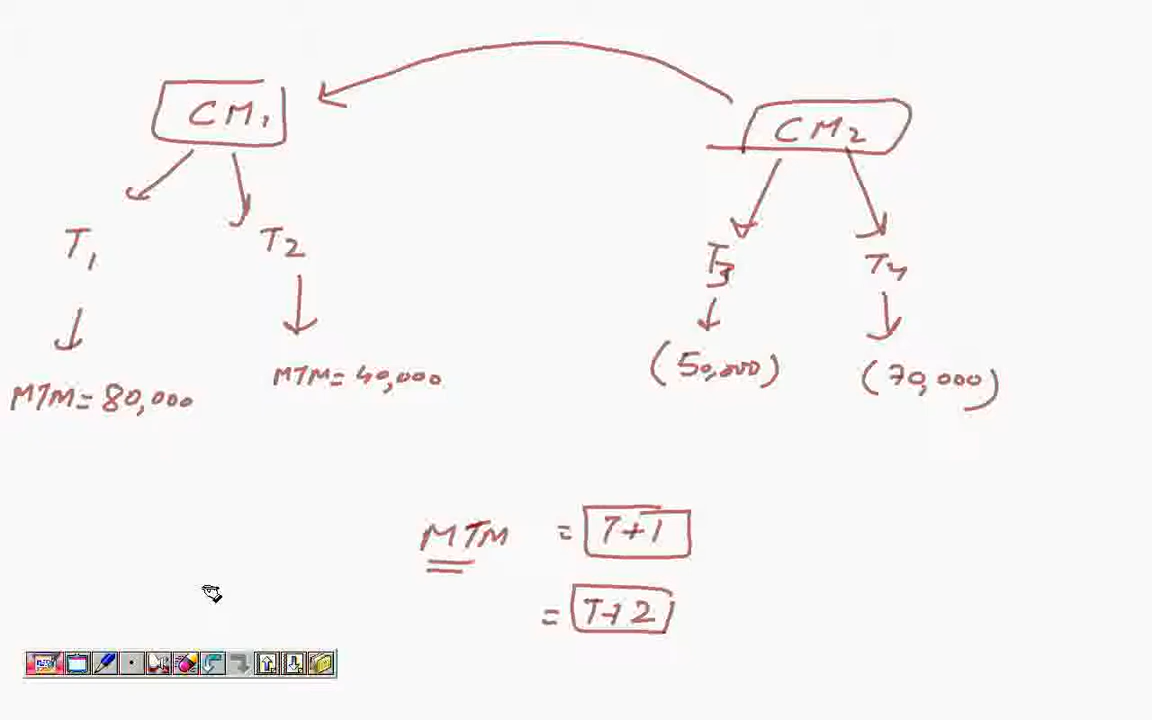 CM1
CM2
T1
T2
T3
T4
MTM = 80,000
MTM = 40,000
(50,000)
(70,000)
MTM = T+1
= T+2